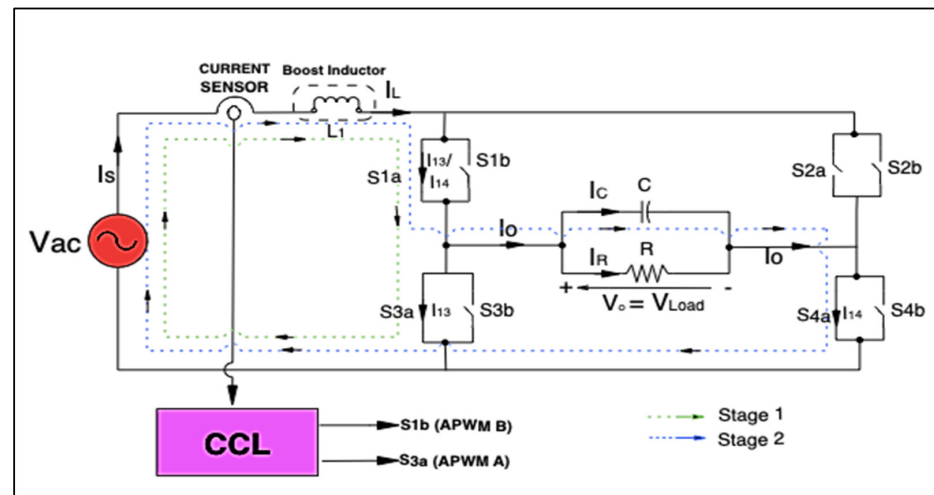 CURRENT
SENSOR
Boost Inductor
IL
L1
Is
Vac
S1a
I13/
I14
S1b
S2a
S2b
IC
C
Io
IR
R
Io
+
-
Vo = VLoad
S3a
I13
S3b
S4a
I14
S4b
CCL
S1b (APWM B)
S3a (APWM A)
Stage 1
Stage 2